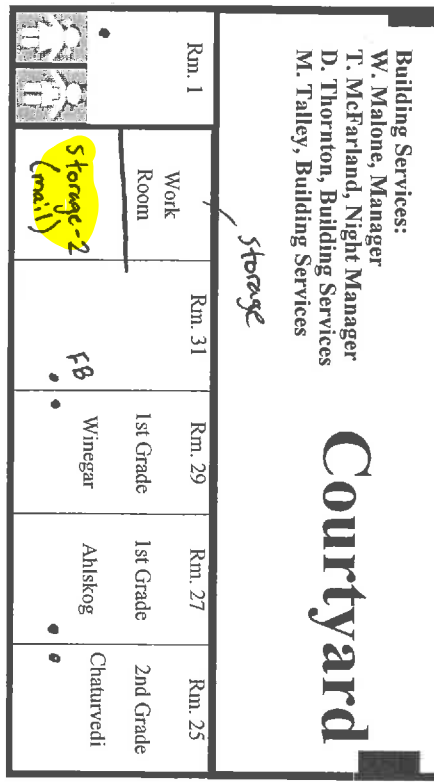 Building Services:
W. Malone, Manager
T. McFarland, Night Manager
D. Thornton, Building Services
M. Talley, Building Services
Courtyard
Storage
Rm. 1
Work
Room
Storage-2
(mail)
Rm. 31
FB
Rm. 29
1st Grade
Winegar
Rm. 27
1st Grade
Ahlskog
Rm. 25
2nd Grade
Chaturvedi